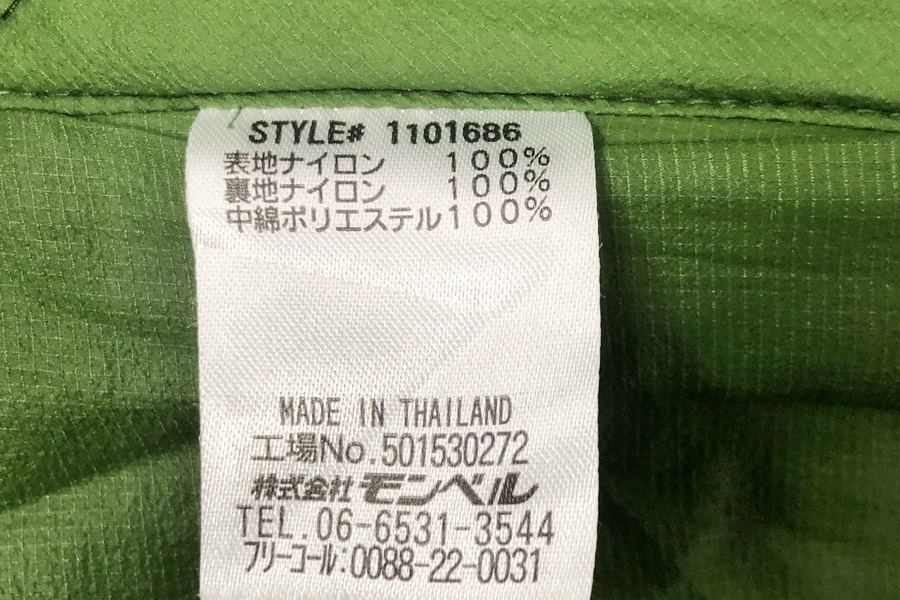 STYLE# 1101686
表地ナイロン 100%
裏地ナイロン 100%
中綿ポリエステル100%
MADE IN THAILAND
工場No.501530272
株式会社モンベル
TEL.06-6531-3544
フリーコール:0088-22-0031